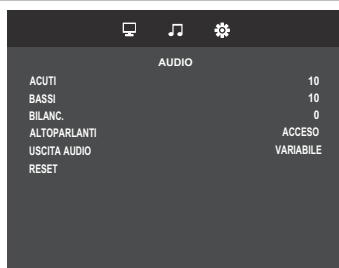 AUDIO
ACUTI 10
BASSI 10
BILANC. 0
ALTOPARLANTI ACCESO
USCITA AUDIO VARIABILE
RESET